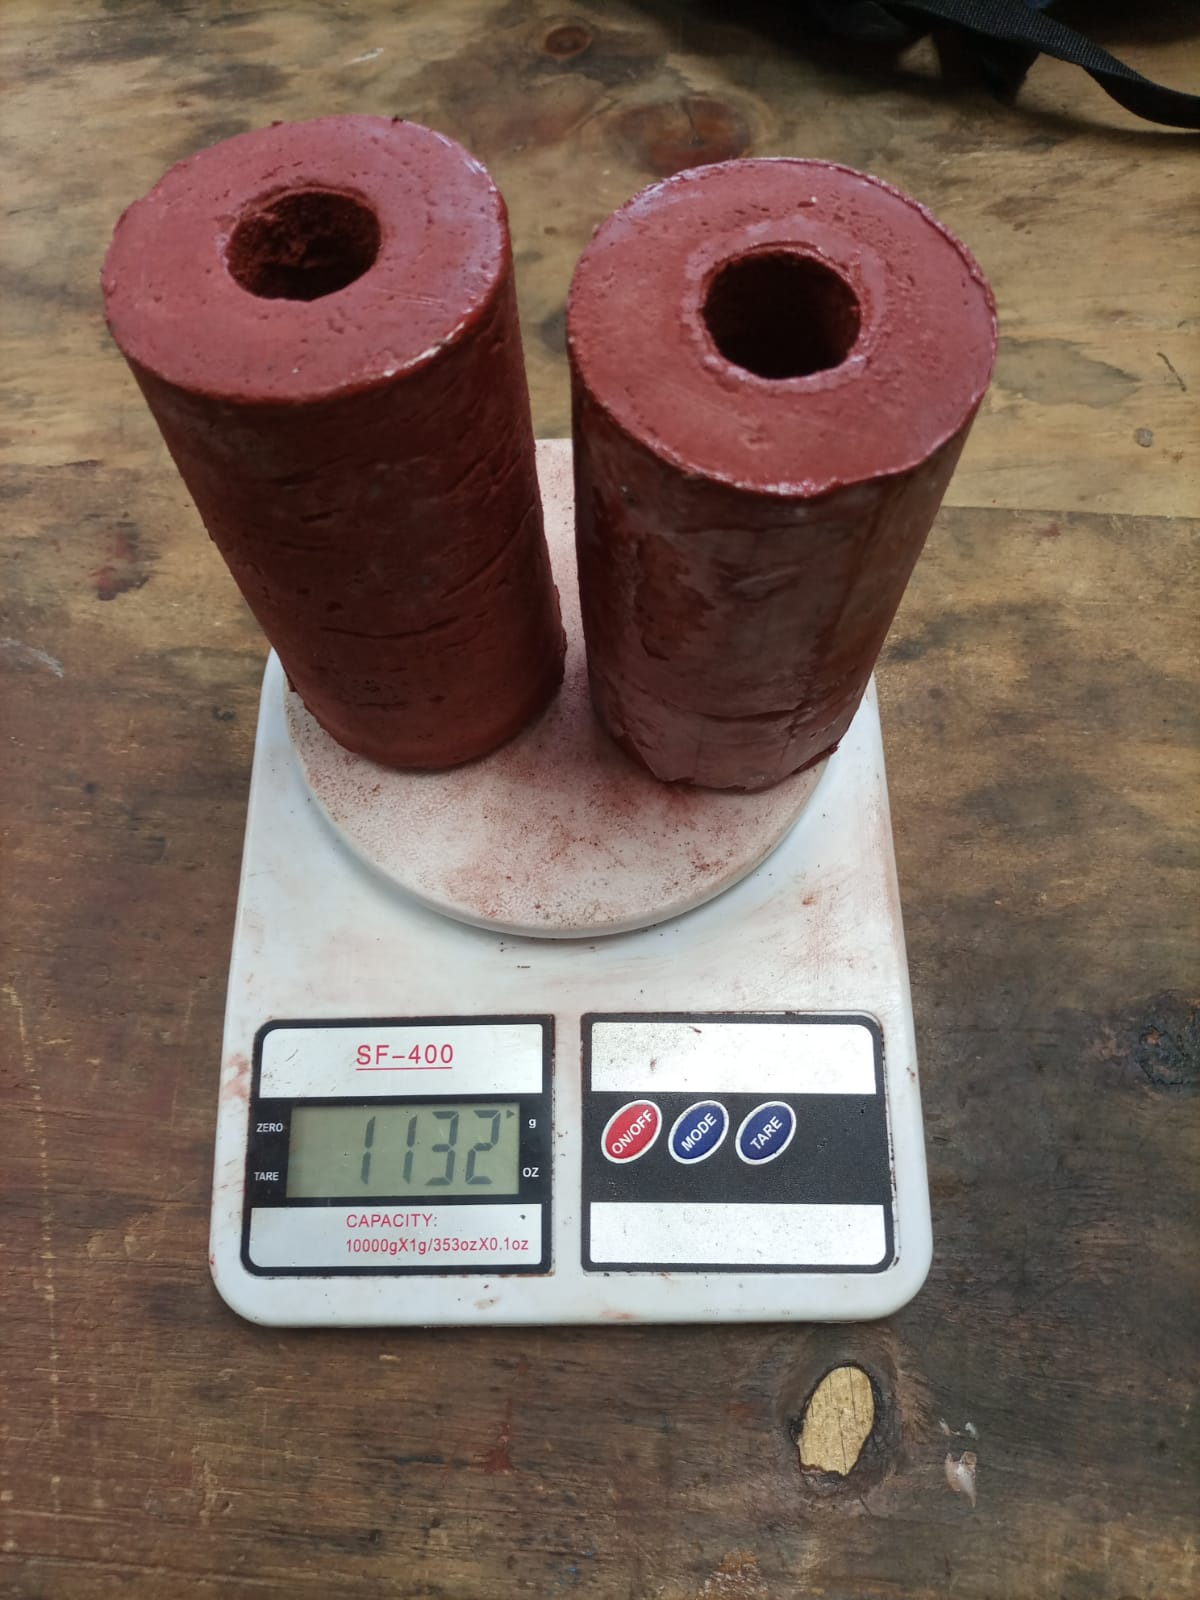 SF-400
ZERO
TARE
1132
g
OZ
CAPACITY:
10000gX1g/353ozX0.1oz
ON/OFF
MODE
TARE